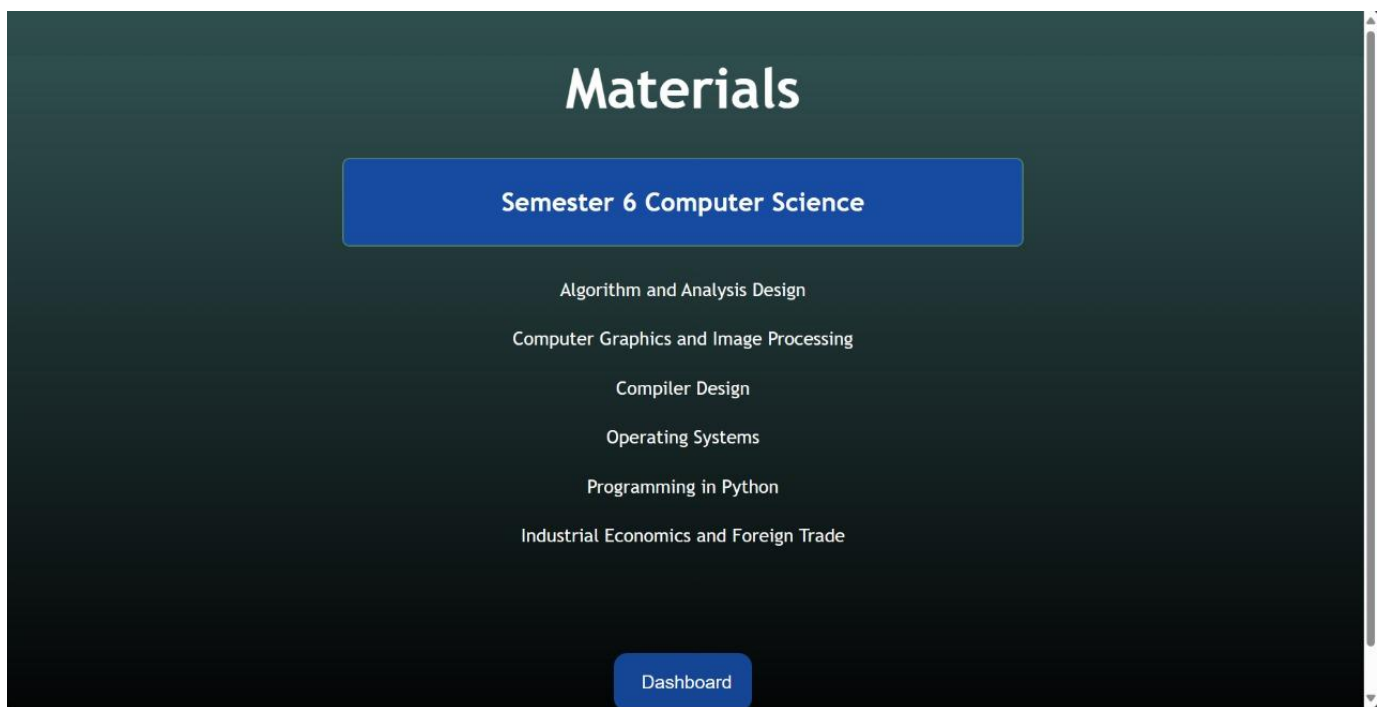 Materials
Semester 6 Computer Science
Algorithm and Analysis Design
Computer Graphics and Image Processing
Compiler Design
Operating Systems
Programming in Python
Industrial Economics and Foreign Trade
Dashboard